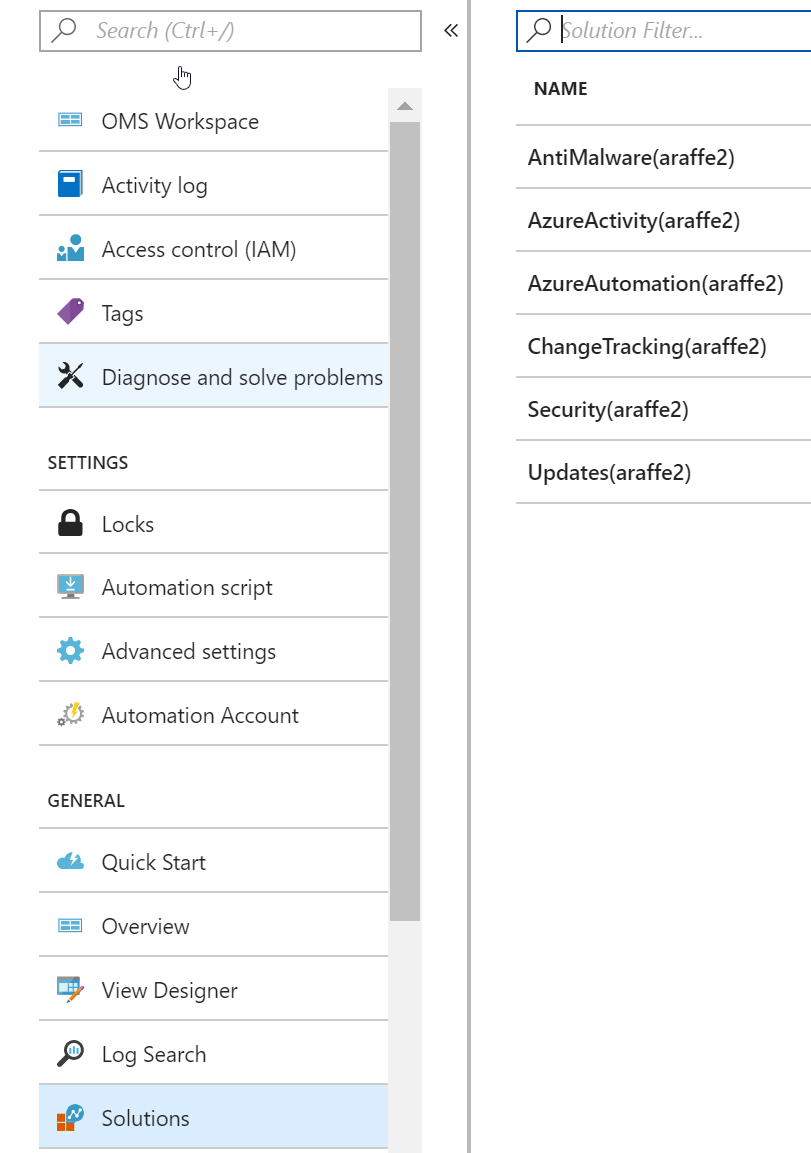 Search (Ctrl+/)
OMS Workspace
Activity log
Access control (IAM)
Tags
Diagnose and solve problems
SETTINGS
Locks
Automation script
Advanced settings
Automation Account
GENERAL
Quick Start
Overview
View Designer
Log Search
Solutions
Solution Filter...
NAME
AntiMalware(araffe2)
AzureActivity(araffe2)
AzureAutomation(araffe2)
ChangeTracking(araffe2)
Security(araffe2)
Updates(araffe2)